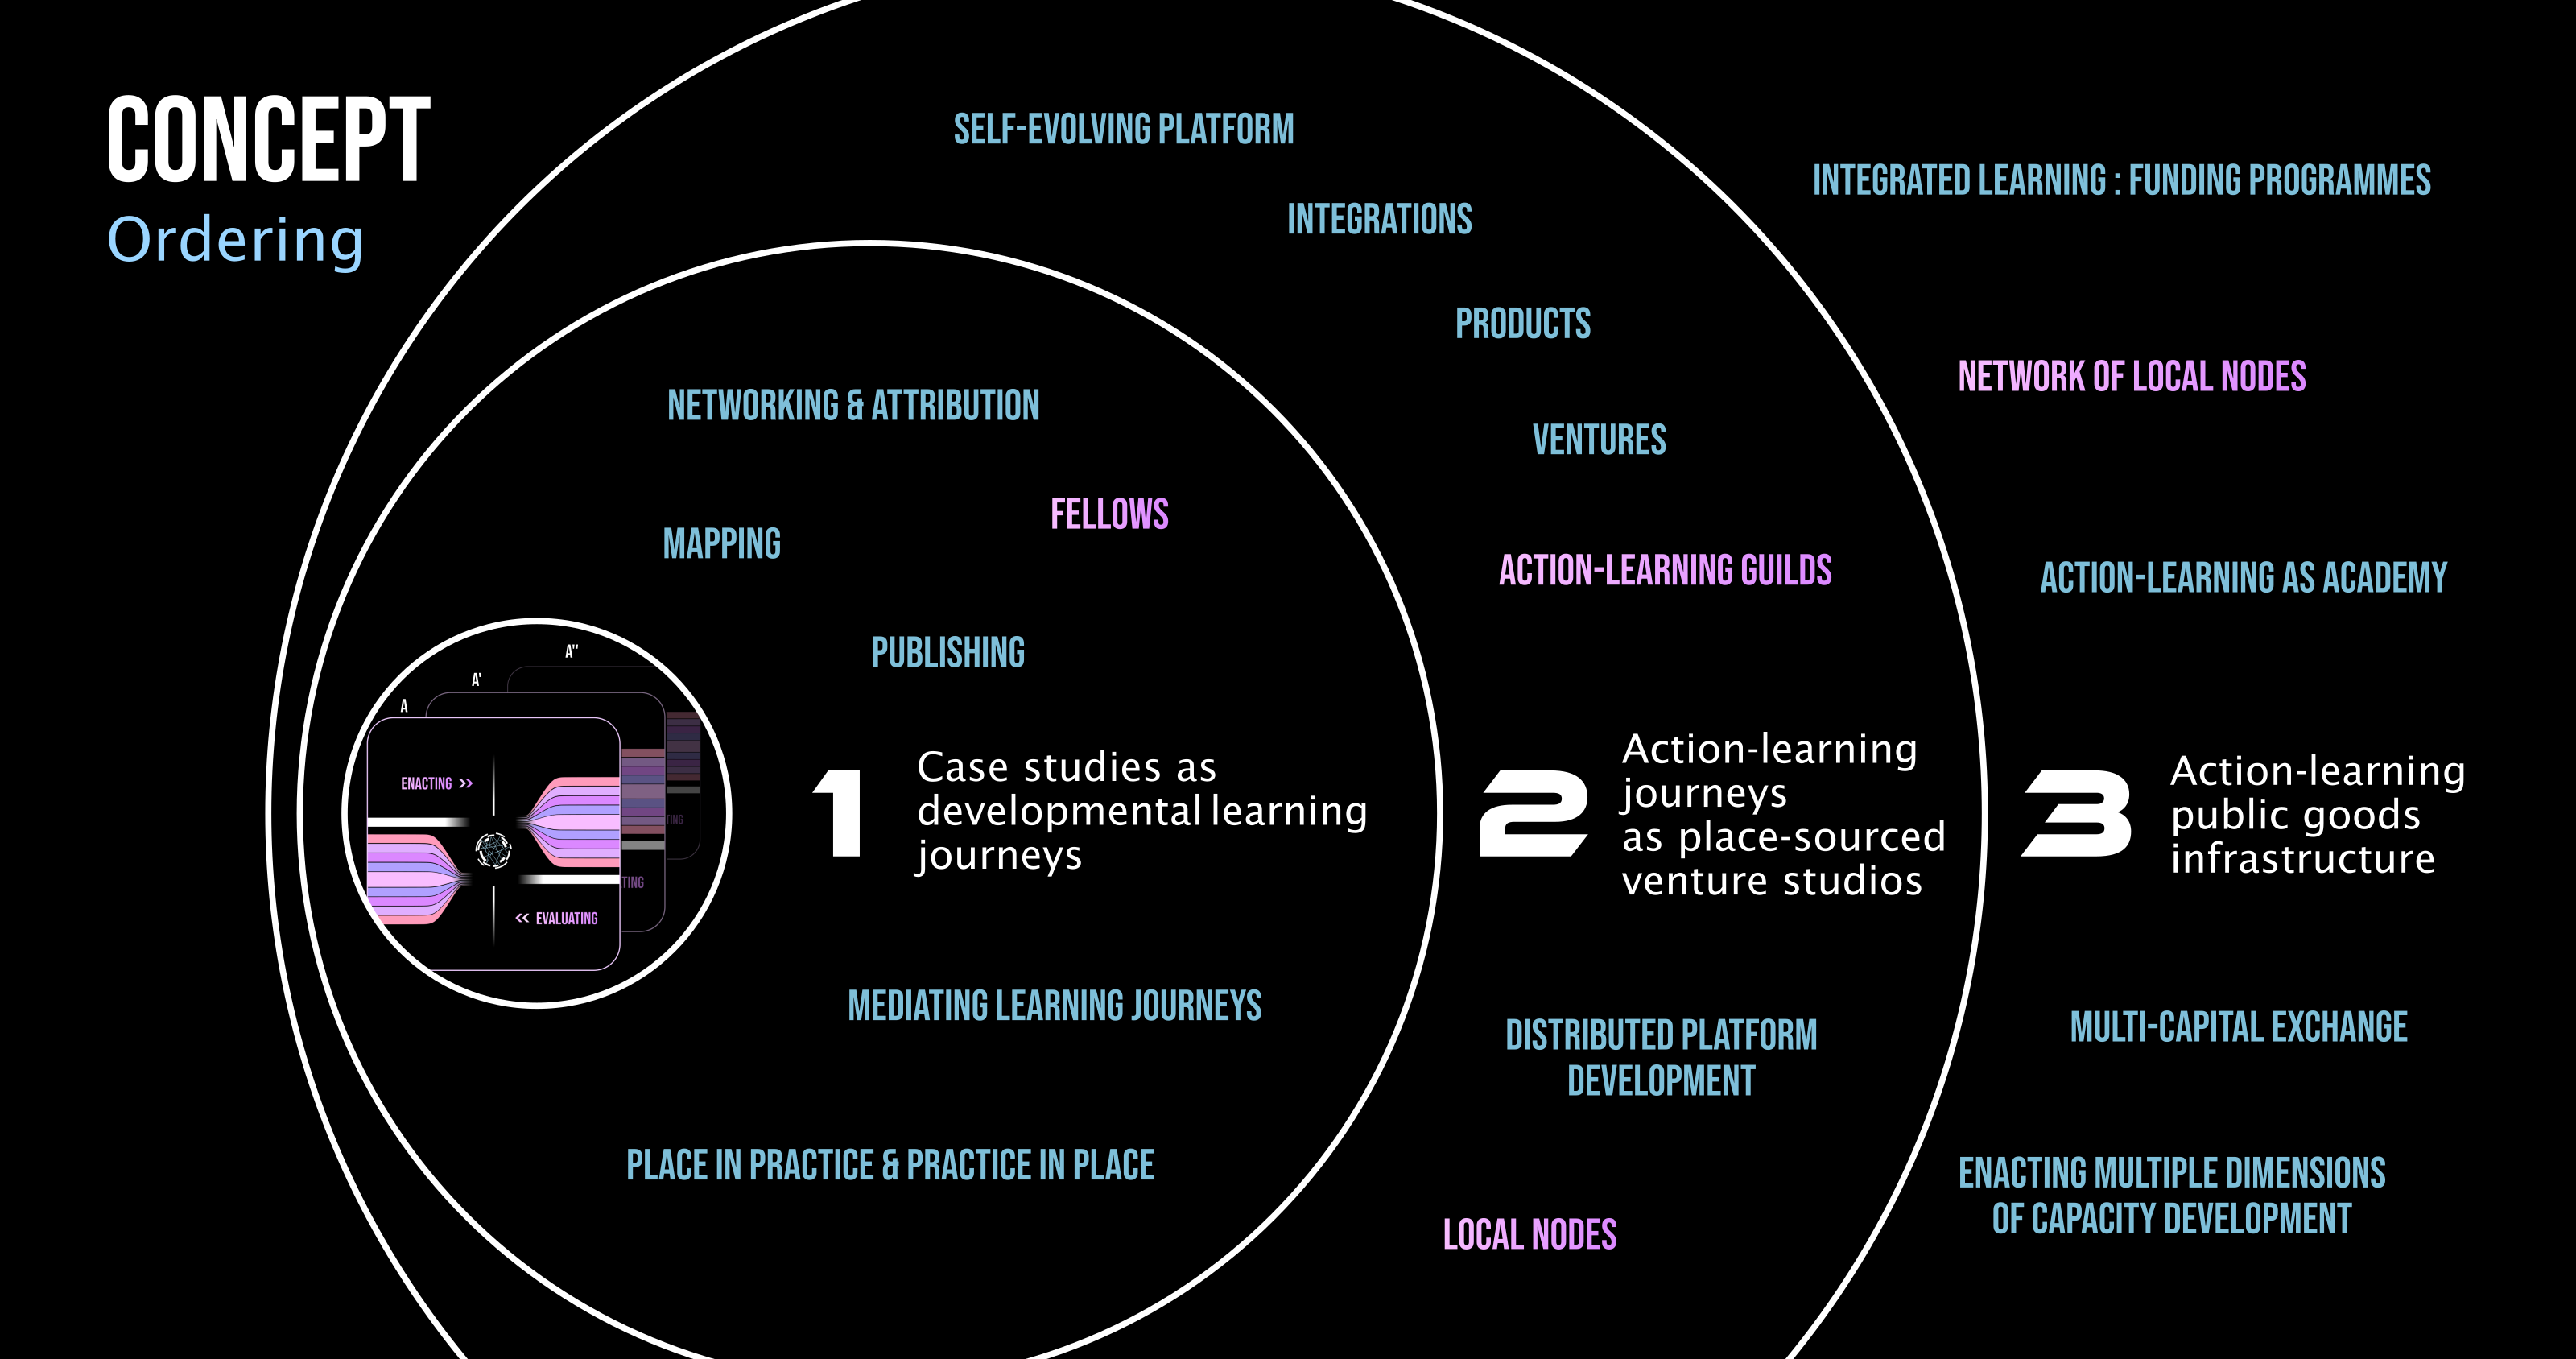 CONCEPT
Ordering
SELF-EVOLVING PLATFORM
INTEGRATIONS
PRODUCTS
VENTURES
ACTION-LEARNING GUILDS
INTEGRATED LEARNING : FUNDING PROGRAMMES
NETWORK OF LOCAL NODES
ACTION-LEARNING AS ACADEMY
NETWORKING & ATTRIBUTION
FELLOWS
MAPPING
PUBLISHING
A''
A'
A
ENACTING >>
<< EVALUATING
TING
TING
1
Case studies as
developmental learning
journeys
2
Action-learning
journeys
as place-sourced
venture studios
3
Action-learning
public goods
infrastructure
MEDIATING LEARNING JOURNEYS
PLACE IN PRACTICE & PRACTICE IN PLACE
DISTRIBUTED PLATFORM
DEVELOPMENT
LOCAL NODES
MULTI-CAPITAL EXCHANGE
ENACTING MULTIPLE DIMENSIONS
OF CAPACITY DEVELOPMENT